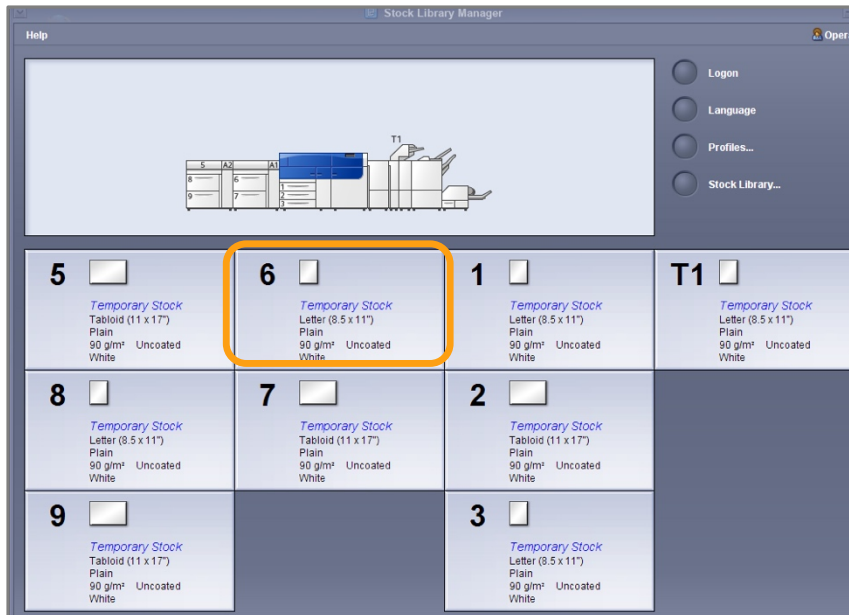 Stock Library Manager
Help
Opera
Logon
Language
Profiles...
Stock Library...
T1
5 A2 A1
8 6
9 7
1
2
3
5
Temporary Stock
Tabloid (11 x 17")
Plain
90 g/m² Uncoated
White
6
Temporary Stock
Letter (8.5 x 11")
Plain
90 g/m² Uncoated
White
1
Temporary Stock
Letter (8.5 x 11")
Plain
90 g/m² Uncoated
White
T1
Temporary Stock
Letter (8.5 x 11")
Plain
90 g/m² Uncoated
White
8
Temporary Stock
Letter (8.5 x 11")
Plain
90 g/m² Uncoated
White
7
Temporary Stock
Tabloid (11 x 17")
Plain
90 g/m² Uncoated
White
2
Temporary Stock
Tabloid (11 x 17")
Plain
90 g/m² Uncoated
White
9
Temporary Stock
Tabloid (11 x 17")
Plain
90 g/m² Uncoated
White
3
Temporary Stock
Letter (8.5 x 11")
Plain
90 g/m² Uncoated
White